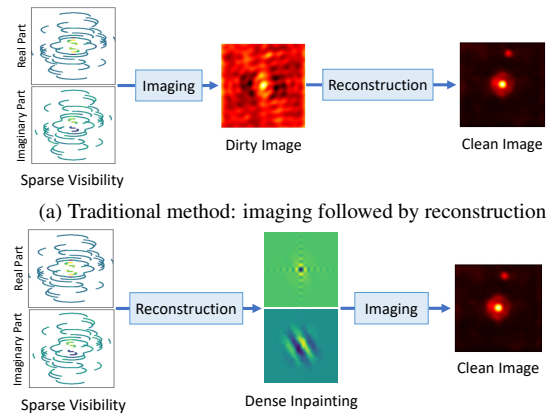 Real Part
Imaginary Part
Sparse Visibility
Imaging
Dirty Image
Reconstruction
Clean Image
(a) Traditional method: imaging followed by reconstruction
Real Part
Imaginary Part
Sparse Visibility
Reconstruction
Dense Inpainting
Imaging
Clean Image